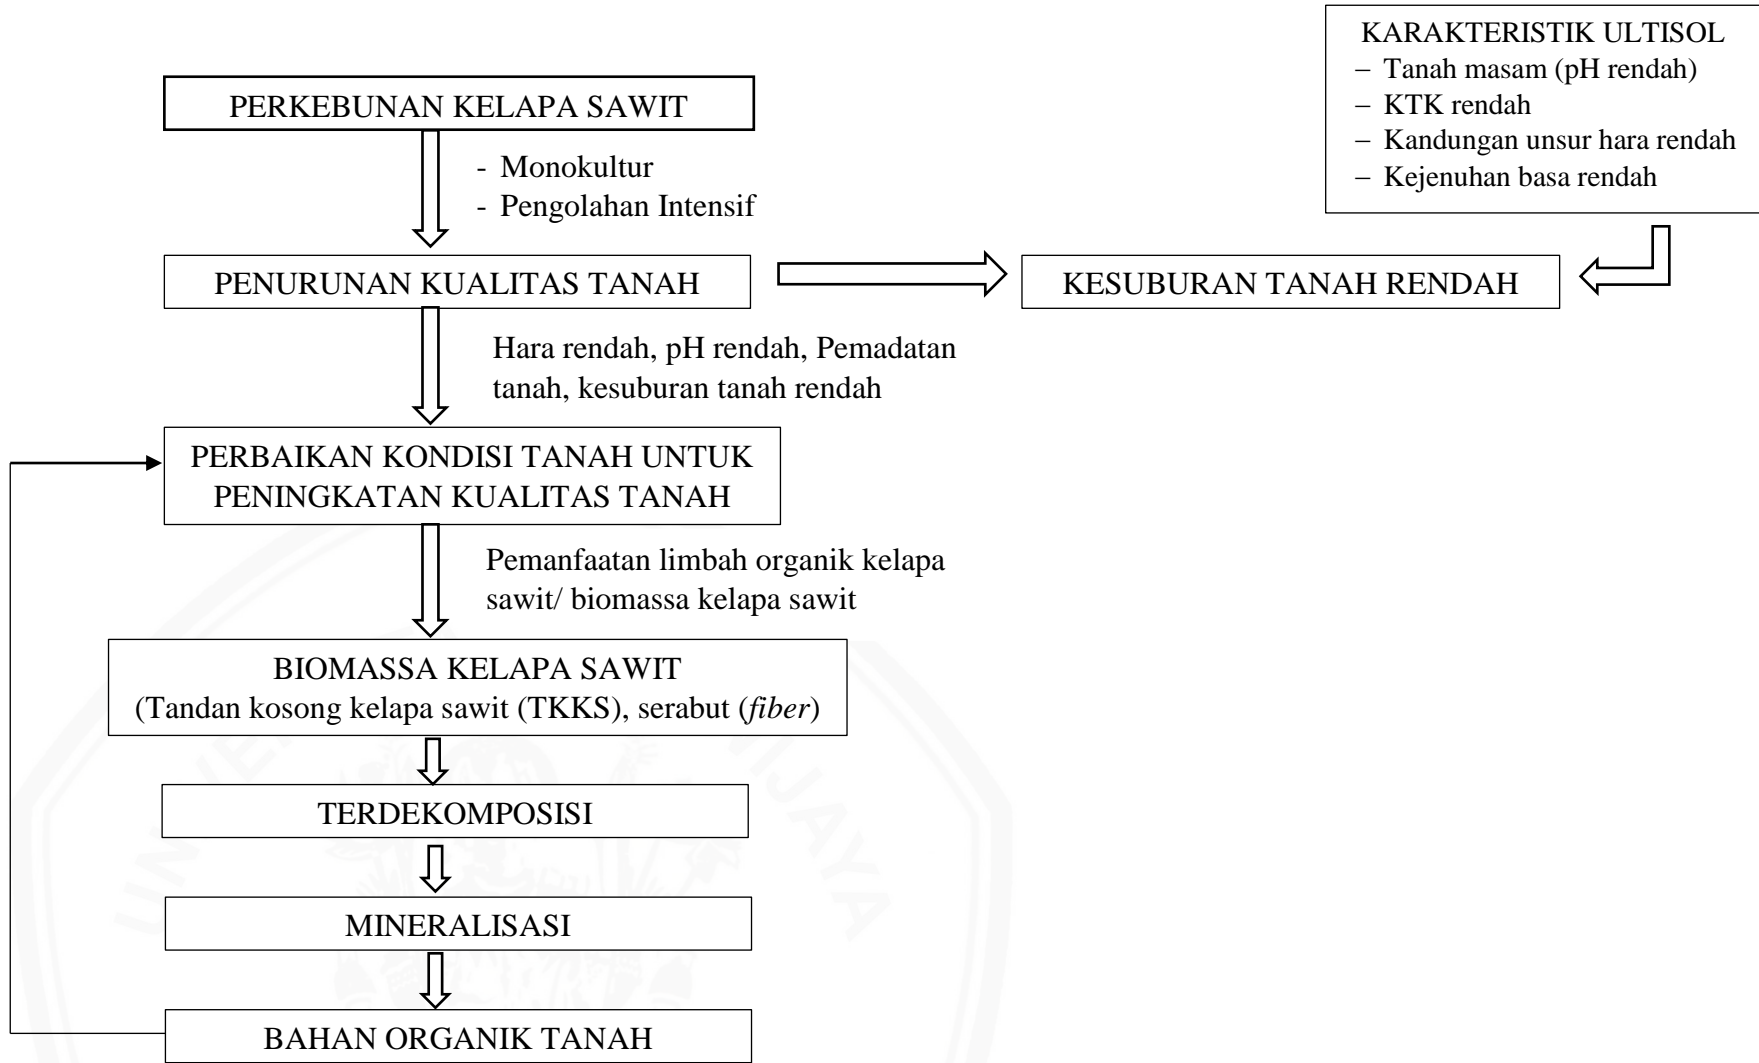 KARAKTERISTIK ULTISOL
– Tanah masam (pH rendah)
– KTK rendah
– Kandungan unsur hara rendah
– Kejenuhan basa rendah
PERKEBUNAN KELAPA SAWIT
- Monokultur
- Pengolahan Intensif
PENURUNAN KUALITAS TANAH
KESUBURAN TANAH RENDAH
Hara rendah, pH rendah, Pemadatan
tanah, kesuburan tanah rendah
PERBAIKAN KONDISI TANAH UNTUK
PENINGKATAN KUALITAS TANAH
Pemanfaatan limbah organik kelapa
sawit/ biomassa kelapa sawit
BIOMASSA KELAPA SAWIT
(Tandan kosong kelapa sawit (TKKS), serabut (fiber)
TERDEKOMPOSISI
MINERALISASI
BAHAN ORGANIK TANAH